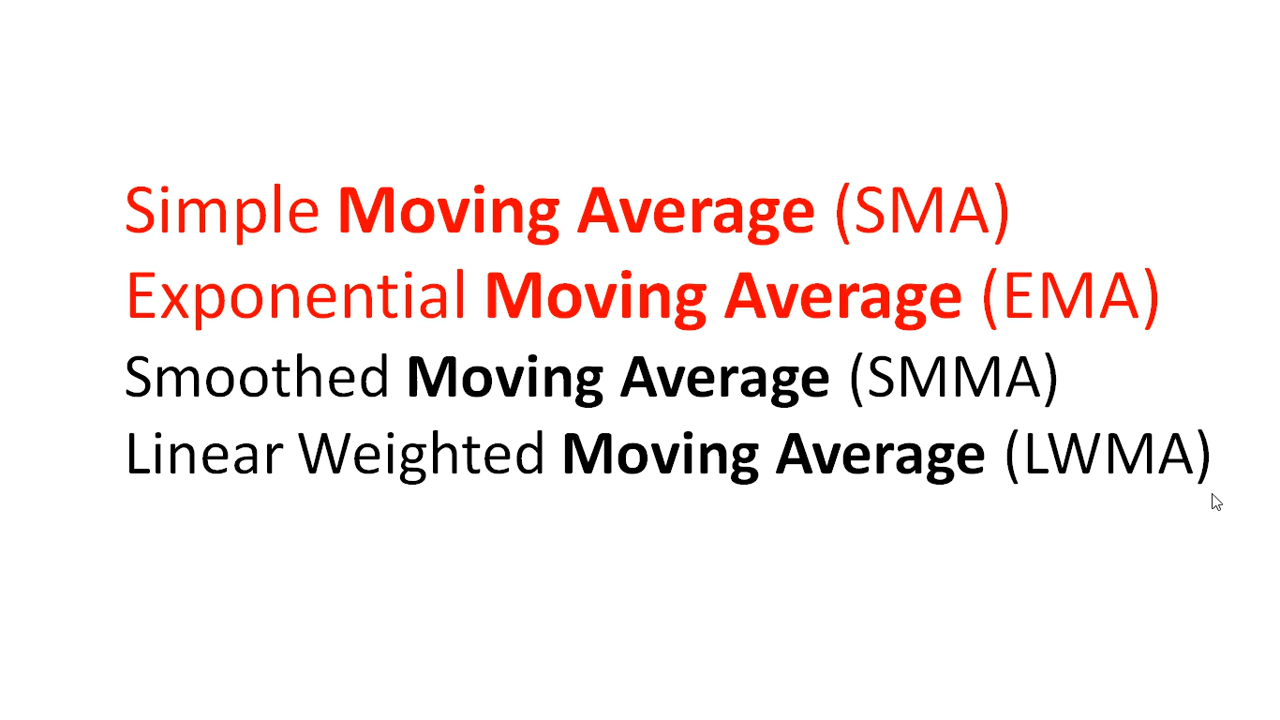 Simple Moving Average (SMA)
Exponential Moving Average (EMA)
Smoothed Moving Average (SMMA)
Linear Weighted Moving Average (LWMA)